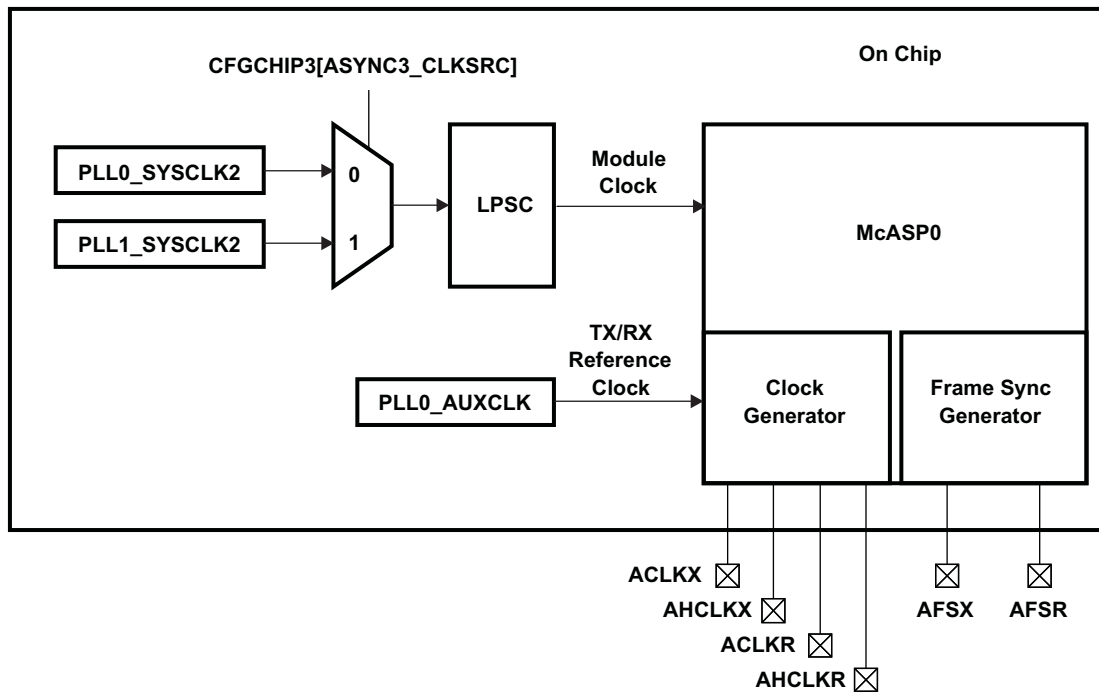 On Chip
CFGCHIP3[ASYNC3_CLKSRC]
PLL0_SYSCLK2
0
PLL1_SYSCLK2
1
LPSC
Module
Clock
McASP0
TX/RX
Reference
Clock
PLL0_AUXCLK
Clock
Generator
Frame Sync
Generator
ACLKX
AHCLKX
ACLKR
AHCLKR
AFSX
AFSR